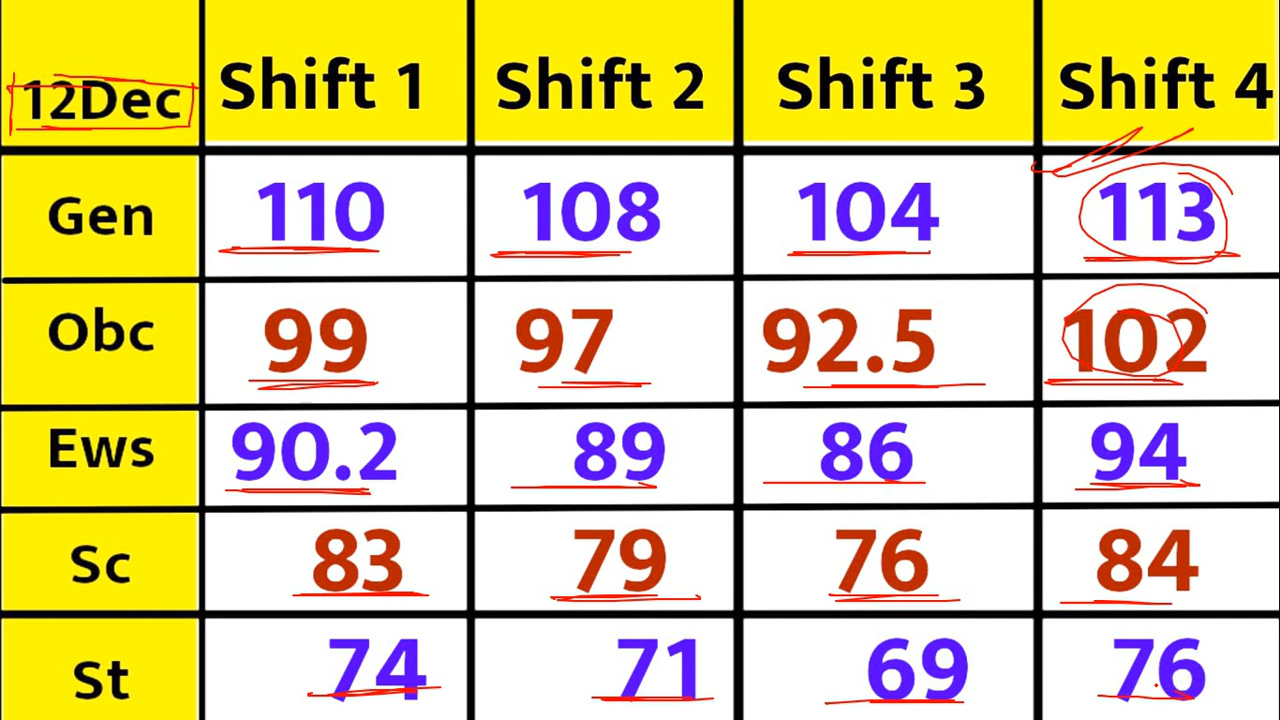 12Dec Shift 1 Shift 2 Shift 3 Shift 4
Gen 110 108 104 113
Obc 99 97 92.5 102
Ews 90.2 89 86 94
Sc 83 79 76 84
St 74 71 69 76